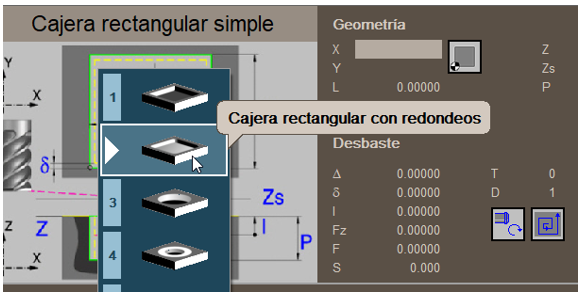 Cajera rectangular simple
Geometría
Y
X
X
Z
Y
Zs
L 0.00000 P
1
Cajera rectangular con redondeos
Desbaste
δ
Δ 0.00000 T 0
δ 0.00000 D 1
3
Zs
I 0.00000
Z
Z
I
P
Fz 0.00000
4
F 0.00000
X
S 0.000